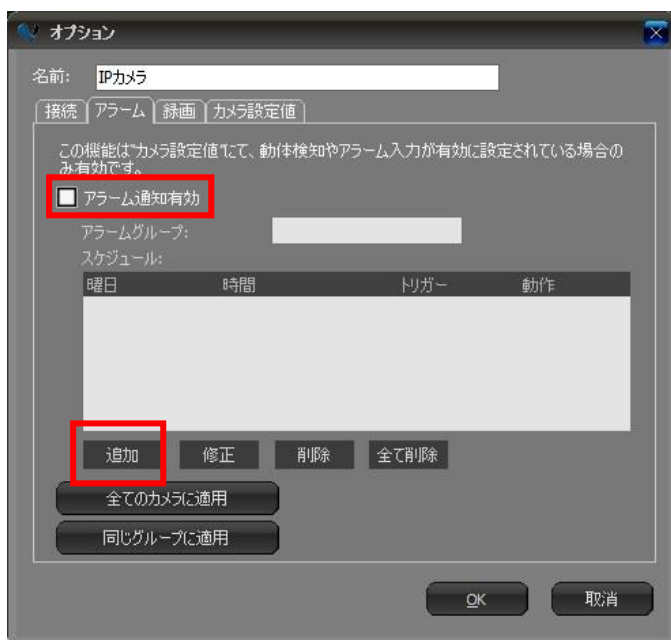 オプション
名前: IPカメラ
接続 アラーム 録画 カメラ設定値
この機能は"カメラ設定値"にて、動体検知やアラーム入力が有効に設定されている場合の
み有効です。
アラーム通知有効
アラームグループ:
スケジュール:
曜日 時間 トリガー 動作
追加 修正 削除 全て削除
全てのカメラに適用
同じグループに適用
OK 取消